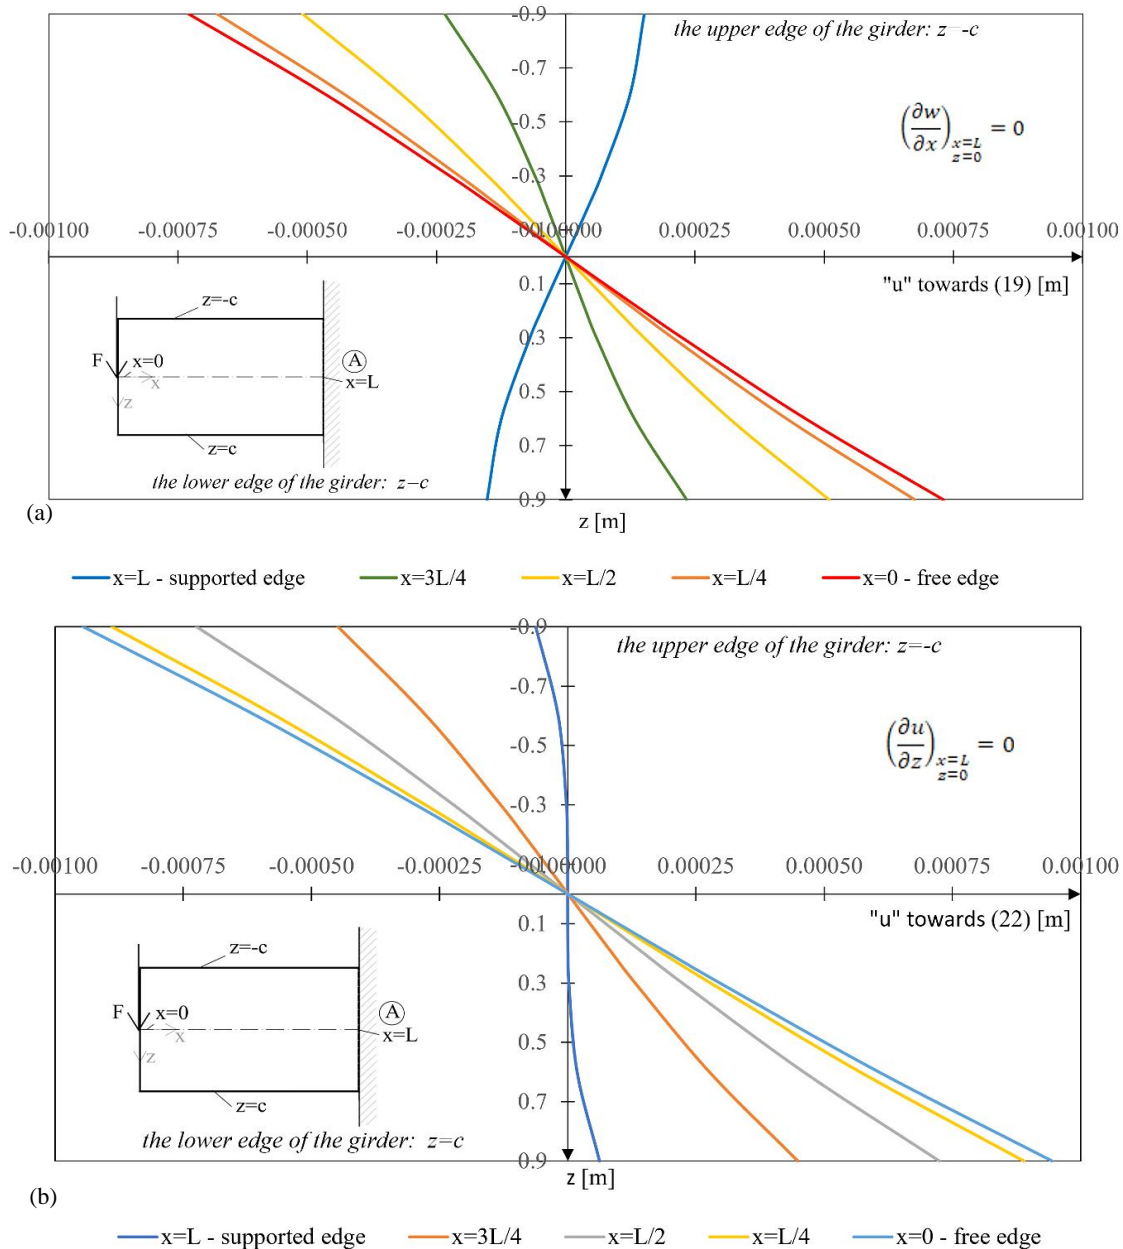 -0.9
the upper edge of the girder: z=-c
-0.7
(∂w/∂x) x=L z=0 = 0
-0.5
-0.3
-0.00100 -0.00075 -0.00050 -0.00025 -0.1 0.00000 0.00025 0.00050 0.00075 0.00100
0.1
"u" towards (19) [m]
z=-c
0.3
F x=0
A
x
x=L
z
0.5
z=c
0.7
the lower edge of the girder: z=c
0.9
(a)
z [m]
x=L - supported edge x=3L/4 x=L/2 x=L/4 x=0 - free edge
-0.9
the upper edge of the girder: z=-c
-0.7
(∂u/∂z) x=L z=0 = 0
-0.5
-0.3
-0.00100 -0.00075 -0.00050 -0.00025 -0.1 0.00000 0.00025 0.00050 0.00075 0.00100
0.1
"u" towards (22) [m]
z=-c
0.3
F x=0
A
x
x=L
z
0.5
z=c
0.7
the lower edge of the girder: z=c
0.9
z [m]
(b)
x=L - supported edge x=3L/4 x=L/2 x=L/4 x=0 - free edge